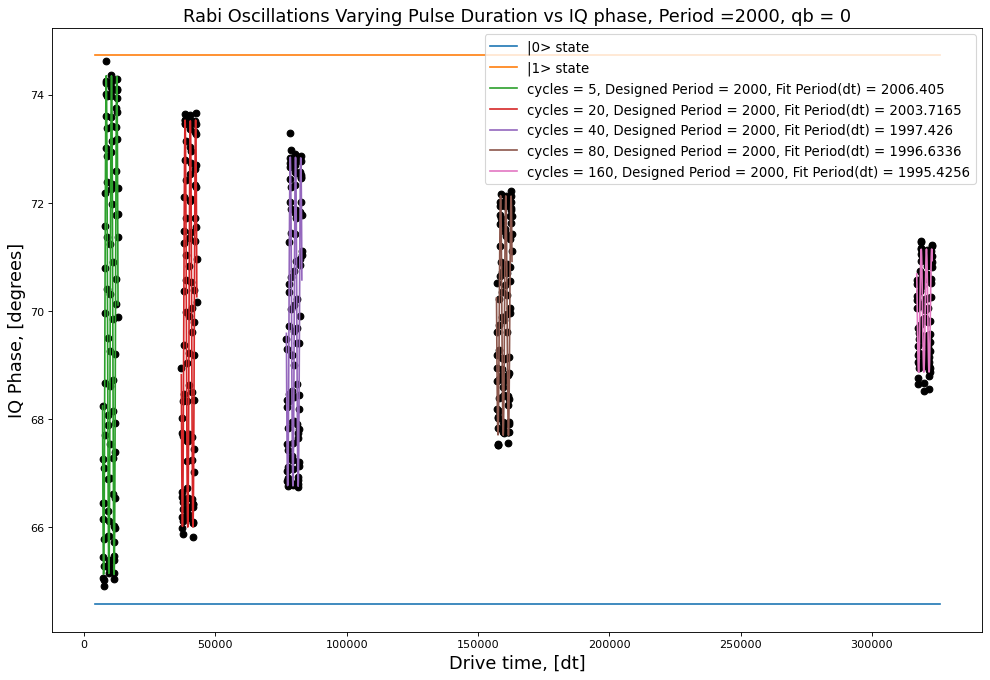 Rabi Oscillations Varying Pulse Duration vs IQ phase, Period =2000, qb = 0
|0> state
|1> state
cycles = 5, Designed Period = 2000, Fit Period(dt) = 2006.405
cycles = 20, Designed Period = 2000, Fit Period(dt) = 2003.7165
cycles = 40, Designed Period = 2000, Fit Period(dt) = 1997.426
cycles = 80, Designed Period = 2000, Fit Period(dt) = 1996.6336
cycles = 160, Designed Period = 2000, Fit Period(dt) = 1995.4256
IQ Phase, [degrees]
74
72
70
68
66
0 50000 100000 150000 200000 250000 300000
Drive time, [dt]